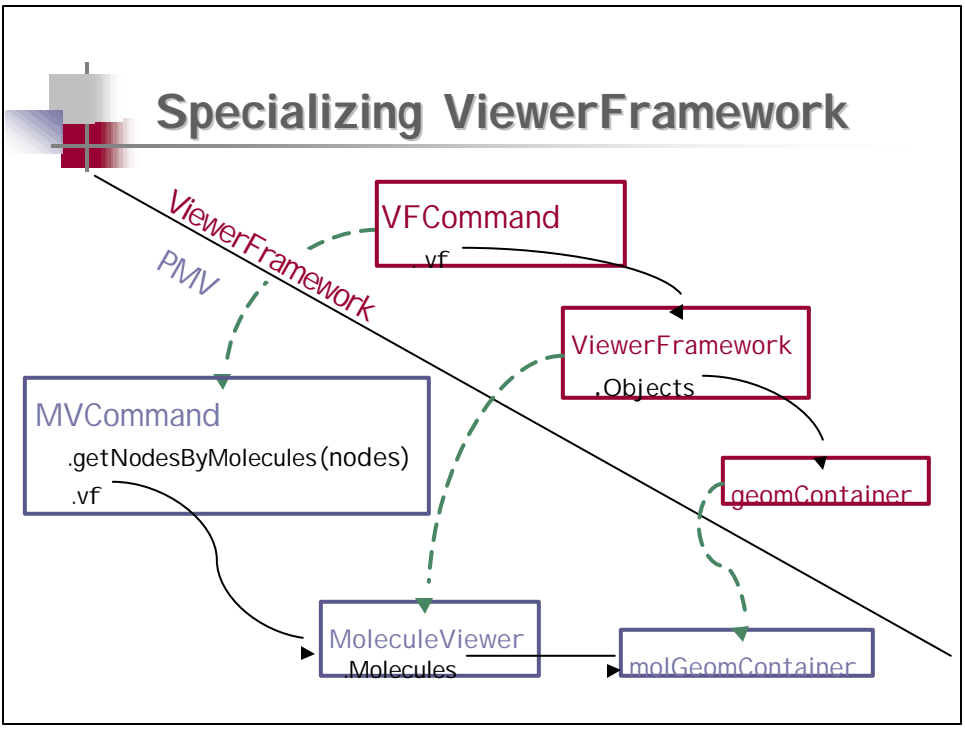 Specializing ViewerFramework
ViewerFramework
PMV
VFCommand
.vf
ViewerFramework
.Objects
MVCommand
.getNodesByMolecules(nodes)
.vf
geomContainer
MoleculeViewer
.Molecules
molGeomContainer